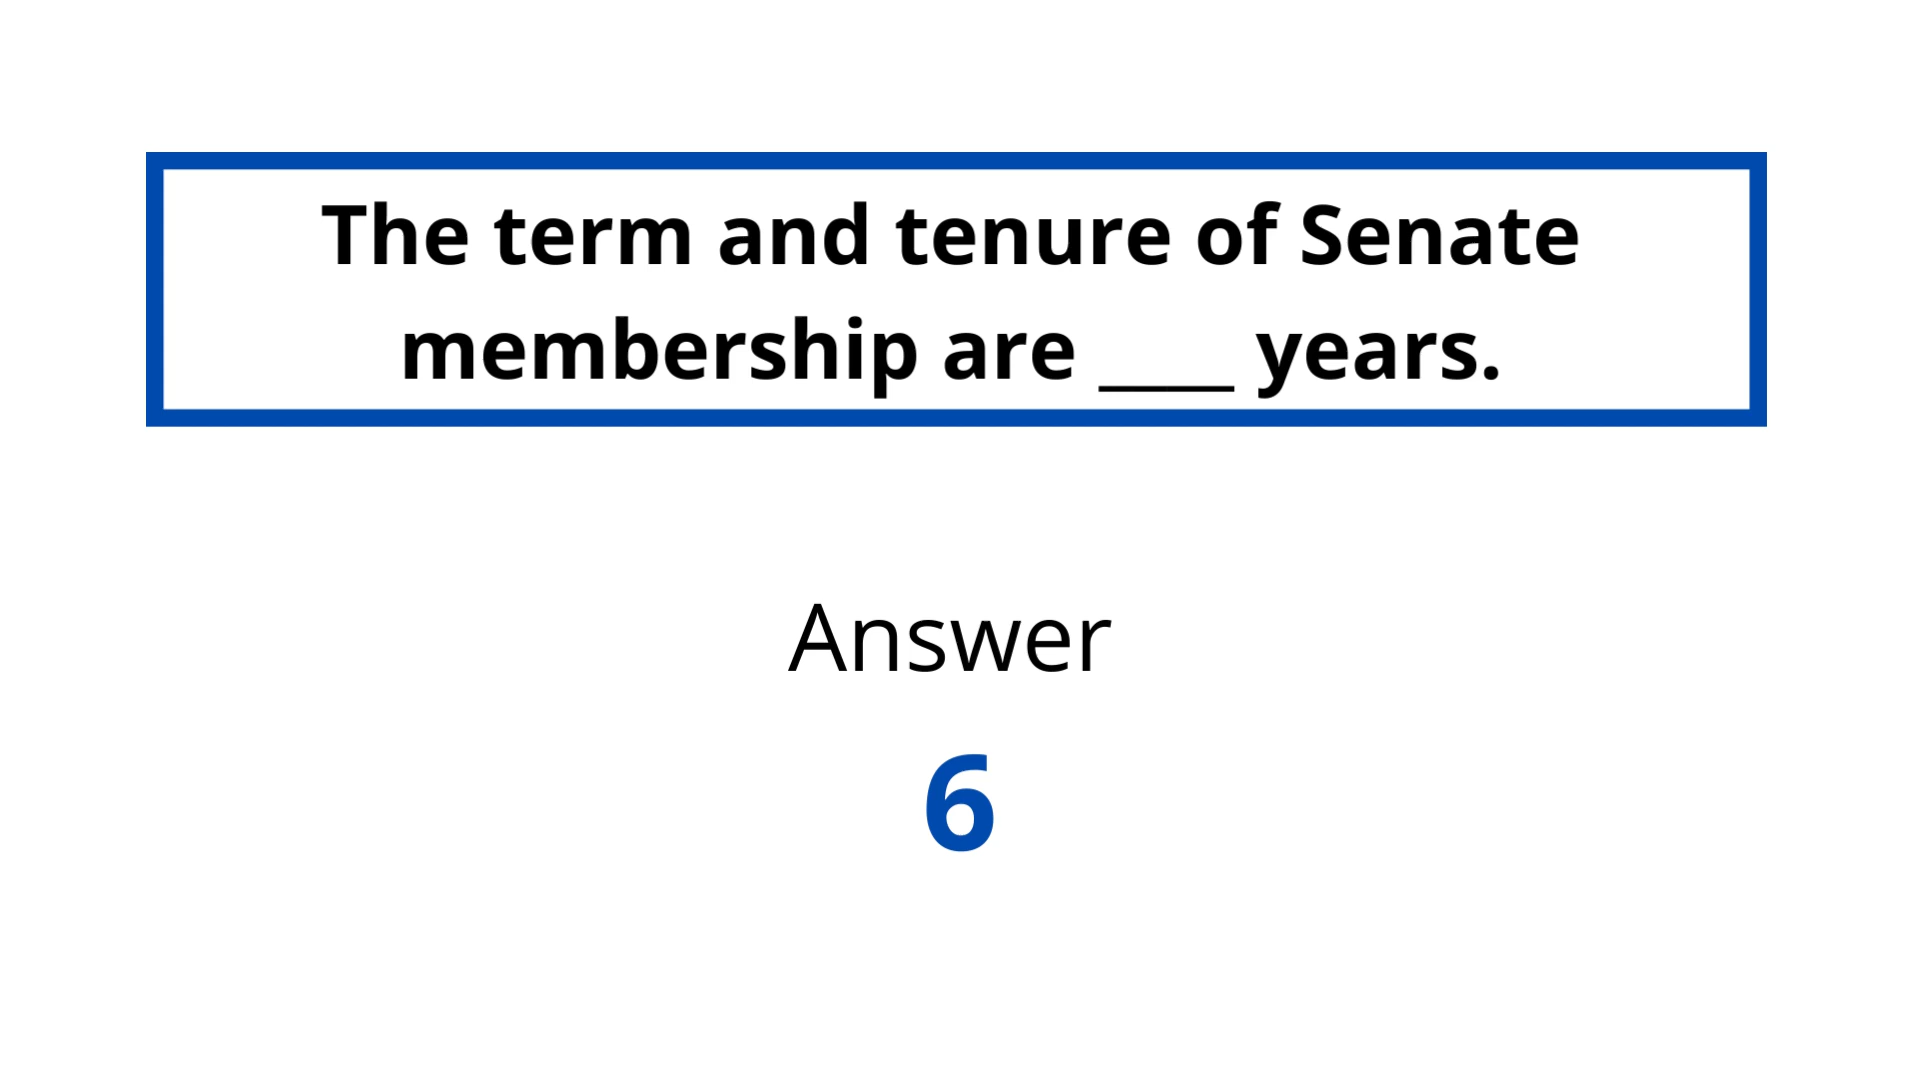 The term and tenure of Senate
membership are ____ years.
Answer
6